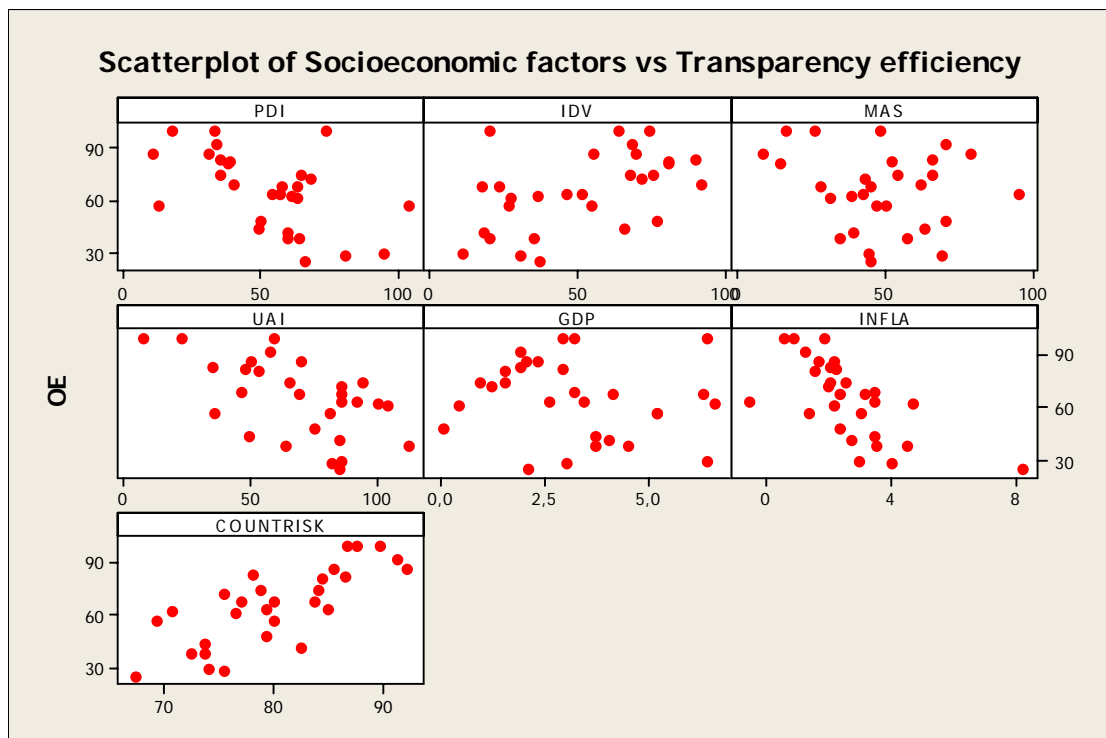 Scatterplot of Socioeconomic factors vs Transparency efficiency
PDI IDV MAS
90
60
30
0 50 100 0 50 100 0 50 100
UAI GDP INFLA
90
60
30
0 50 100 0,0 2,5 5,0 0 4 8
OE
COUNTRISK
90
60
30
70 80 90